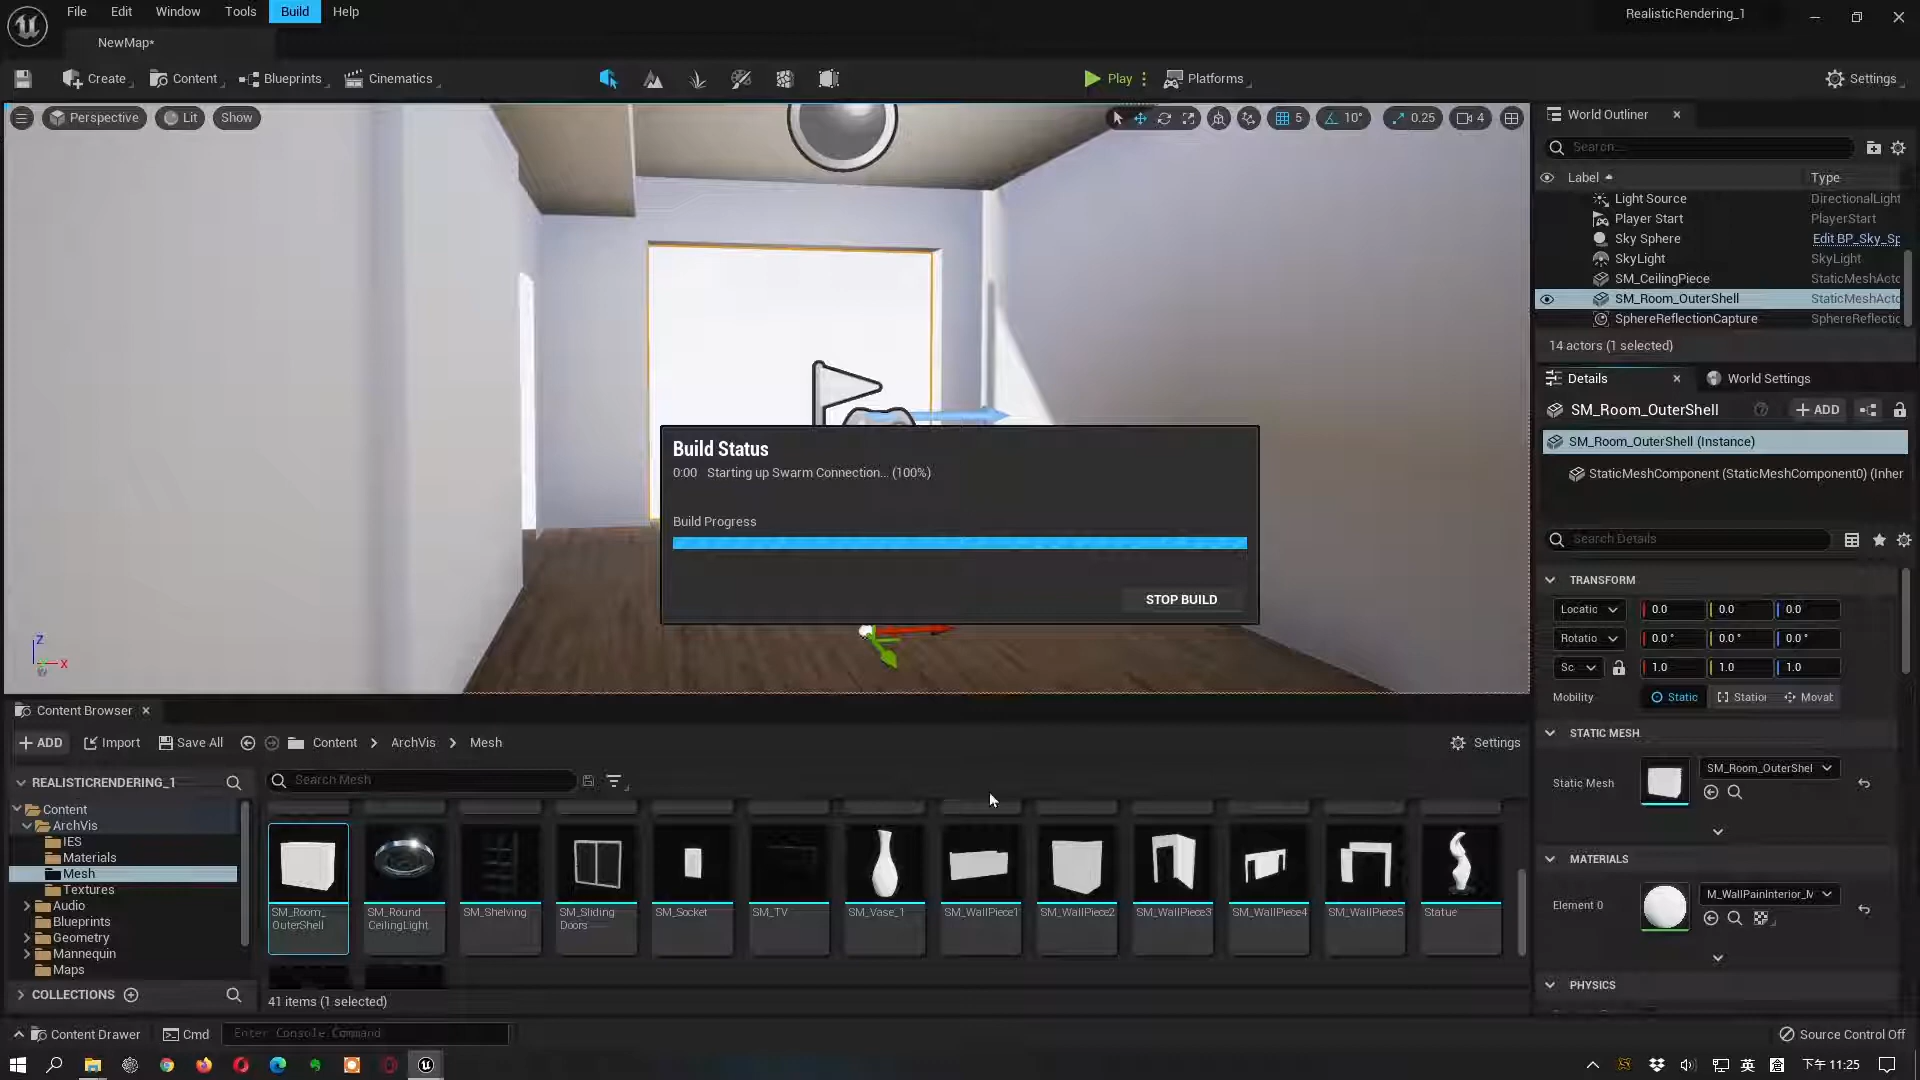 File Edit Window Tools Build Help
RealisticRendering_1
NewMap*
Create Content Blueprints Cinematics Play Platforms Settings
Perspective Lit Show 5 10° 0.25 4
World Outliner
Search...
Label Type
Light Source DirectionalLight
Player Start PlayerStart
Sky Sphere Edit BP_Sky_Sp
SkyLight SkyLight
SM_CeilingPiece StaticMeshActo
SM_Room_OuterShell StaticMeshActo
SphereReflectionCapture SphereReflectio
14 actors (1 selected)
Details World Settings
SM_Room_OuterShell + ADD
SM_Room_OuterShell (Instance)
StaticMeshComponent (StaticMeshComponent0) (Inher
Search Details
TRANSFORM
Locatio 0.0 0.0 0.0
Rotatio 0.0 ° 0.0 ° 0.0 °
Sc 1.0 1.0 1.0
Mobility Static Station Movab
STATIC MESH
Static Mesh SM_Room_OuterShel
MATERIALS
Element 0 M_WallPainInterior_M
PHYSICS
Build Status
0:00 Starting up Swarm Connection... (100%)
Build Progress
STOP BUILD
Z
X
Content Browser
+ ADD Import Save All Content > ArchVis > Mesh Settings
REALISTICRENDERING_1
Search Mesh
Content
ArchVis
IES
Materials
Mesh
Textures
Audio
Blueprints
Geometry
Mannequin
Maps
COLLECTIONS
SM_Room_
OuterShell
SM_Round
CeilingLight
SM_Shelving
SM_Sliding
Doors
SM_Socket
SM_TV
SM_Vase_1
SM_WallPiece1
SM_WallPiece2
SM_WallPiece3
SM_WallPiece4
SM_WallPiece5
Statue
41 items (1 selected)
Content Drawer Cmd Enter Console Command Source Control Off
英 下午 11:25